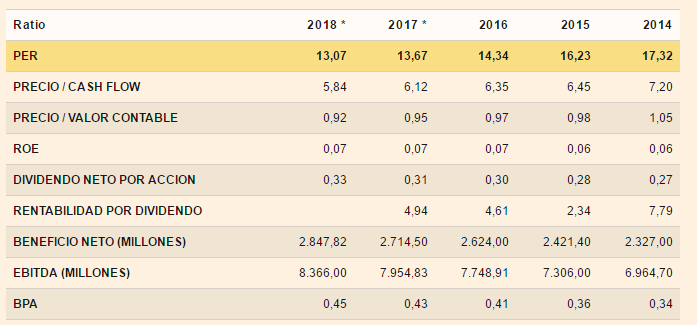 Ratio 2018 * 2017 * 2016 2015 2014
PER 13,07 13,67 14,34 16,23 17,32
PRECIO / CASH FLOW 5,84 6,12 6,35 6,45 7,20
PRECIO / VALOR CONTABLE 0,92 0,95 0,97 0,98 1,05
ROE 0,07 0,07 0,07 0,06 0,06
DIVIDENDO NETO POR ACCION 0,33 0,31 0,30 0,28 0,27
RENTABILIDAD POR DIVIDENDO 4,94 4,61 2,34 7,79
BENEFICIO NETO (MILLONES) 2.847,82 2.714,50 2.624,00 2.421,40 2.327,00
EBITDA (MILLONES) 8.366,00 7.954,83 7.748,91 7.306,00 6.964,70
BPA 0,45 0,43 0,41 0,36 0,34